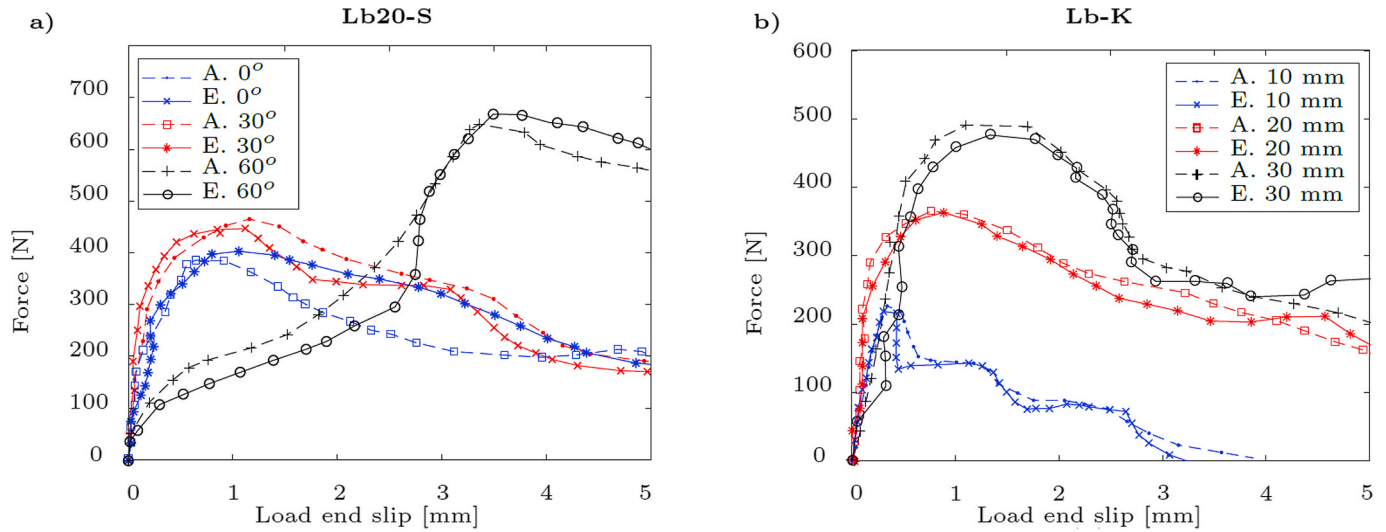 a)
Lb20-S
700
600
500
400
300
200
100
0
Force [N]
A. 0°
E. 0°
A. 30°
E. 30°
A. 60°
E. 60°
0 1 2 3 4 5
Load end slip [mm]
b)
Lb-K
600
500
400
300
200
100
0
Force [N]
A. 10 mm
E. 10 mm
A. 20 mm
E. 20 mm
A. 30 mm
E. 30 mm
0 1 2 3 4 5
Load end slip [mm]